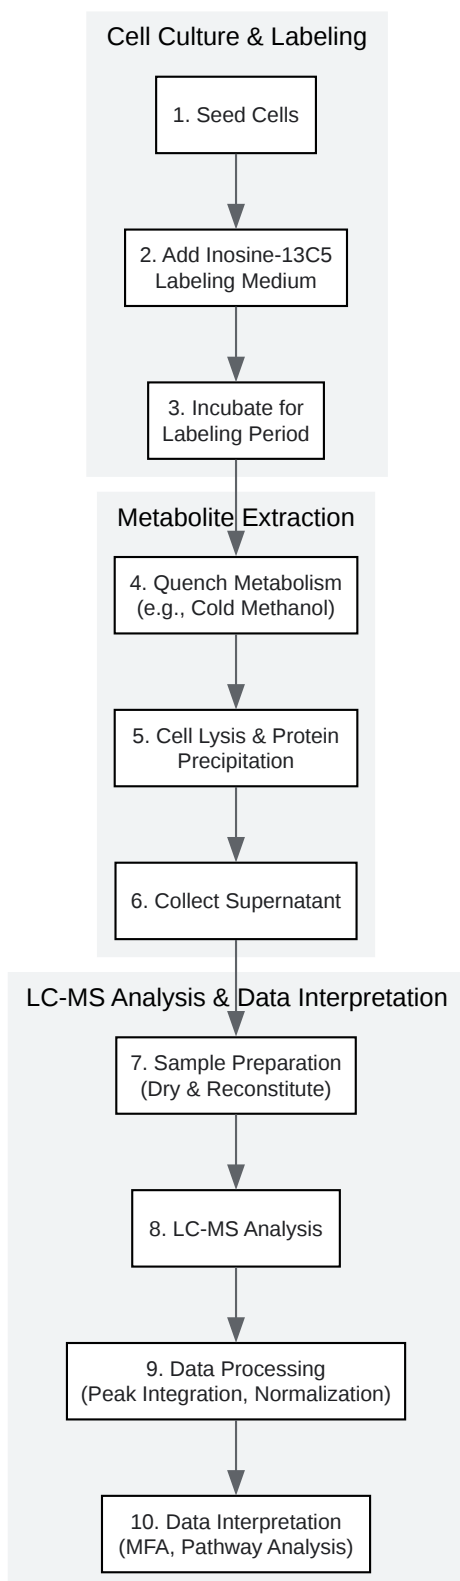 Cell Culture & Labeling
1. Seed Cells
2. Add Inosine-13C5
Labeling Medium
3. Incubate for
Labeling Period
Metabolite Extraction
4. Quench Metabolism
(e.g., Cold Methanol)
5. Cell Lysis & Protein
Precipitation
6. Collect Supernatant
LC-MS Analysis & Data Interpretation
7. Sample Preparation
(Dry & Reconstitute)
8. LC-MS Analysis
9. Data Processing
(Peak Integration, Normalization)
10. Data Interpretation
(MFA, Pathway Analysis)